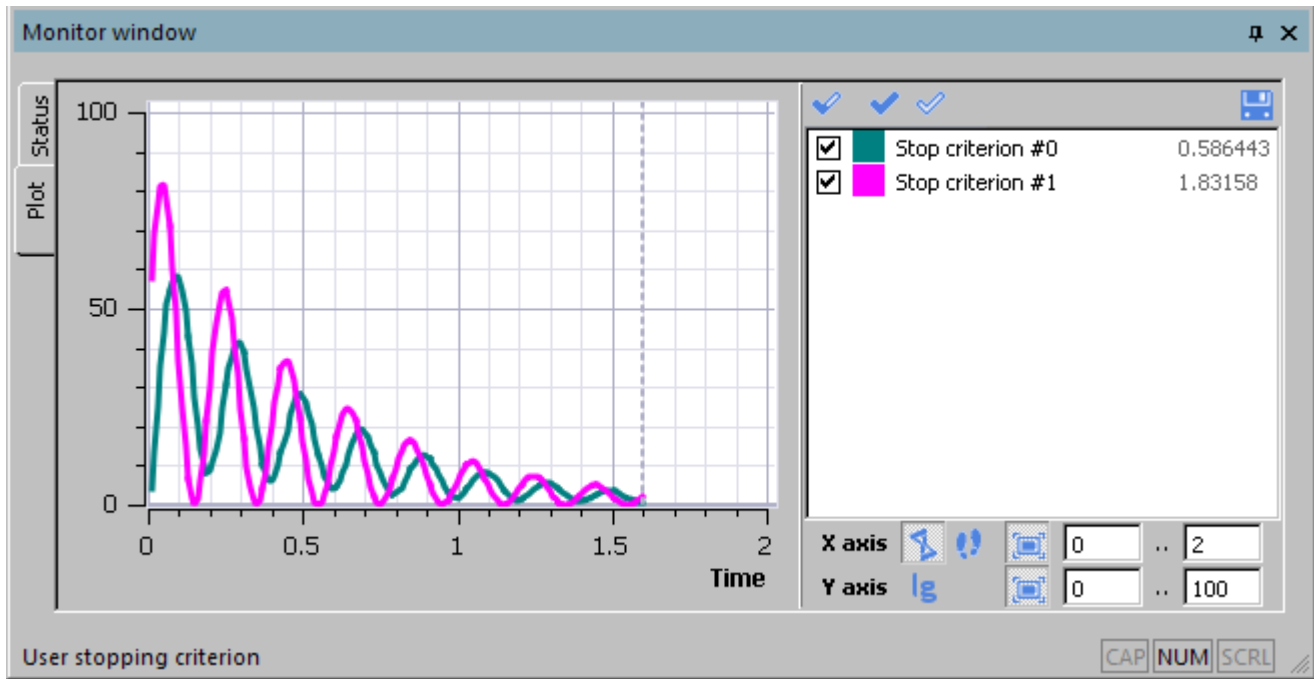 Monitor window
Status
Plot
100
50
0
0 0.5 1 1.5 2
Time
Stop criterion #0 0.586443
Stop criterion #1 1.83158
X axis 0 .. 2
Y axis lg 0 .. 100
User stopping criterion
CAP NUM SCRL